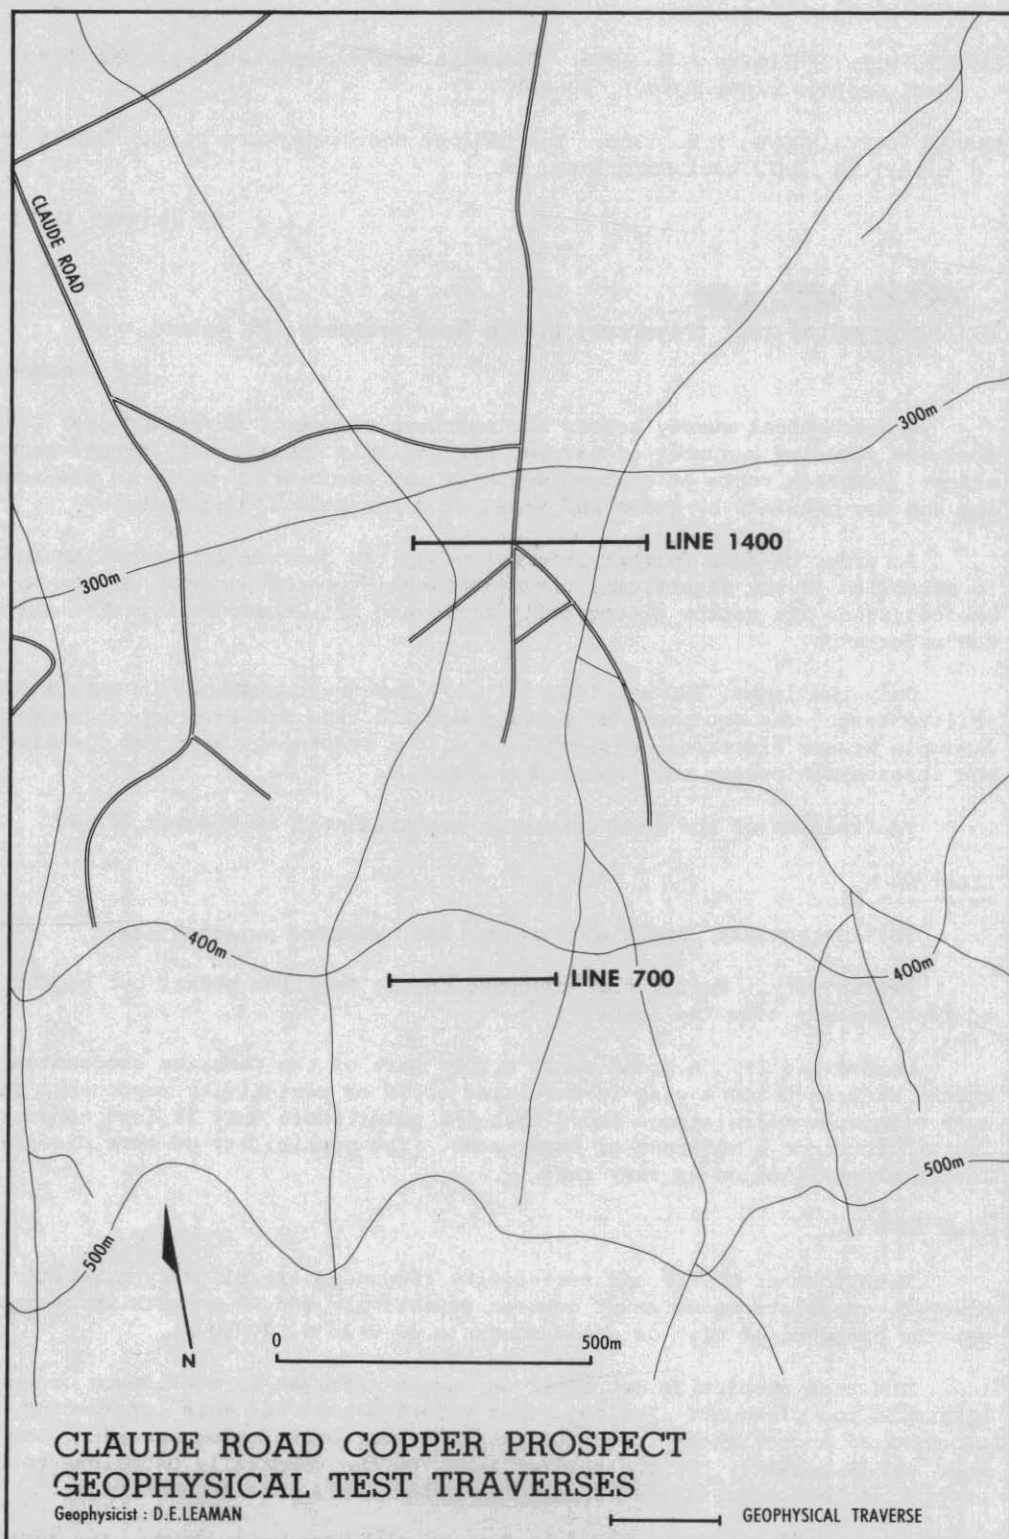 CLAUDE ROAD
300m
LINE 1400
300m
400m
400m
LINE 700
500m
500m
N
0 500m
CLAUDE ROAD COPPER PROSPECT
GEOPHYSICAL TEST TRAVERSES
Geophysicist : D.E.LEAMAN
GEOPHYSICAL TRAVERSE